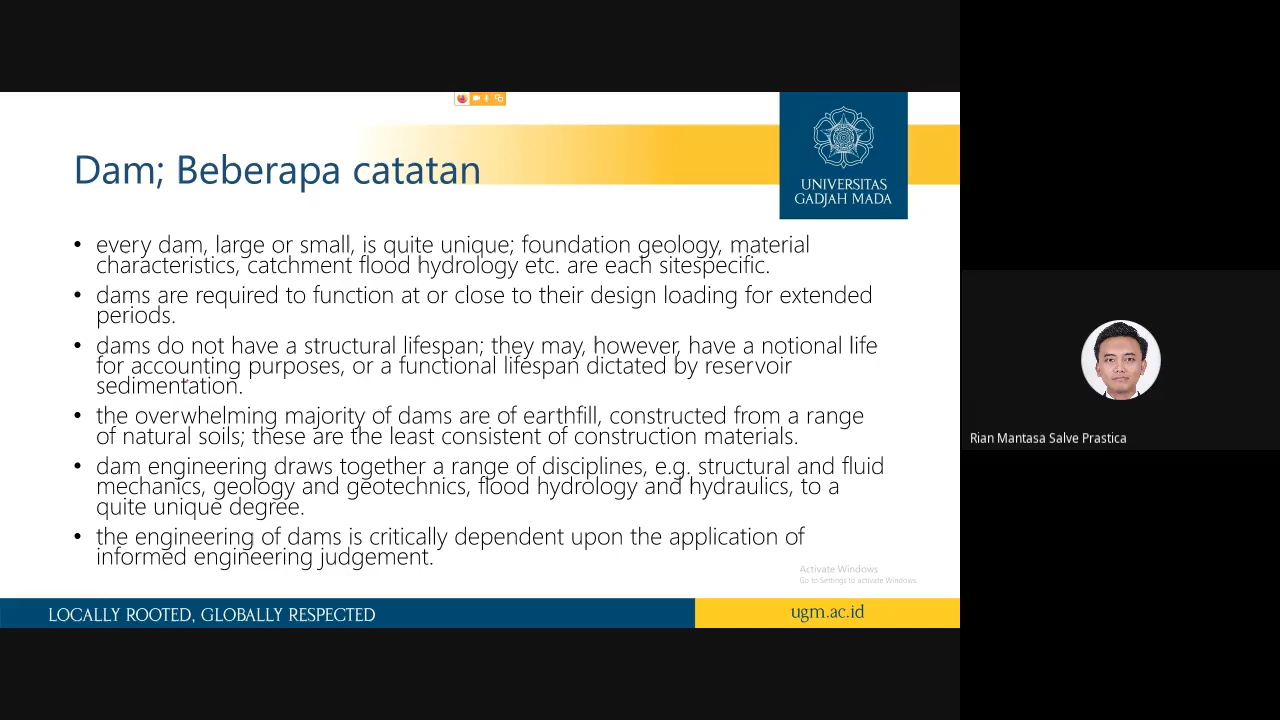 Dam; Beberapa catatan
UNIVERSITAS
GADJAH MADA
• every dam, large or small, is quite unique; foundation geology, material
characteristics, catchment flood hydrology etc. are each sitespecific.
• dams are required to function at or close to their design loading for extended
periods.
• dams do not have a structural lifespan; they may, however, have a notional life
for accounting purposes, or a functional lifespan dictated by reservoir
sedimentation.
• the overwhelming majority of dams are of earthfill, constructed from a range
of natural soils; these are the least consistent of construction materials.
• dam engineering draws together a range of disciplines, e.g. structural and fluid
mechanics, geology and geotechnics, flood hydrology and hydraulics, to a
quite unique degree.
• the engineering of dams is critically dependent upon the application of
informed engineering judgement.
Activate Windows
Go to Settings to activate Windows.
LOCALLY ROOTED, GLOBALLY RESPECTED
ugm.ac.id
Rian Mantasa Salve Prastica